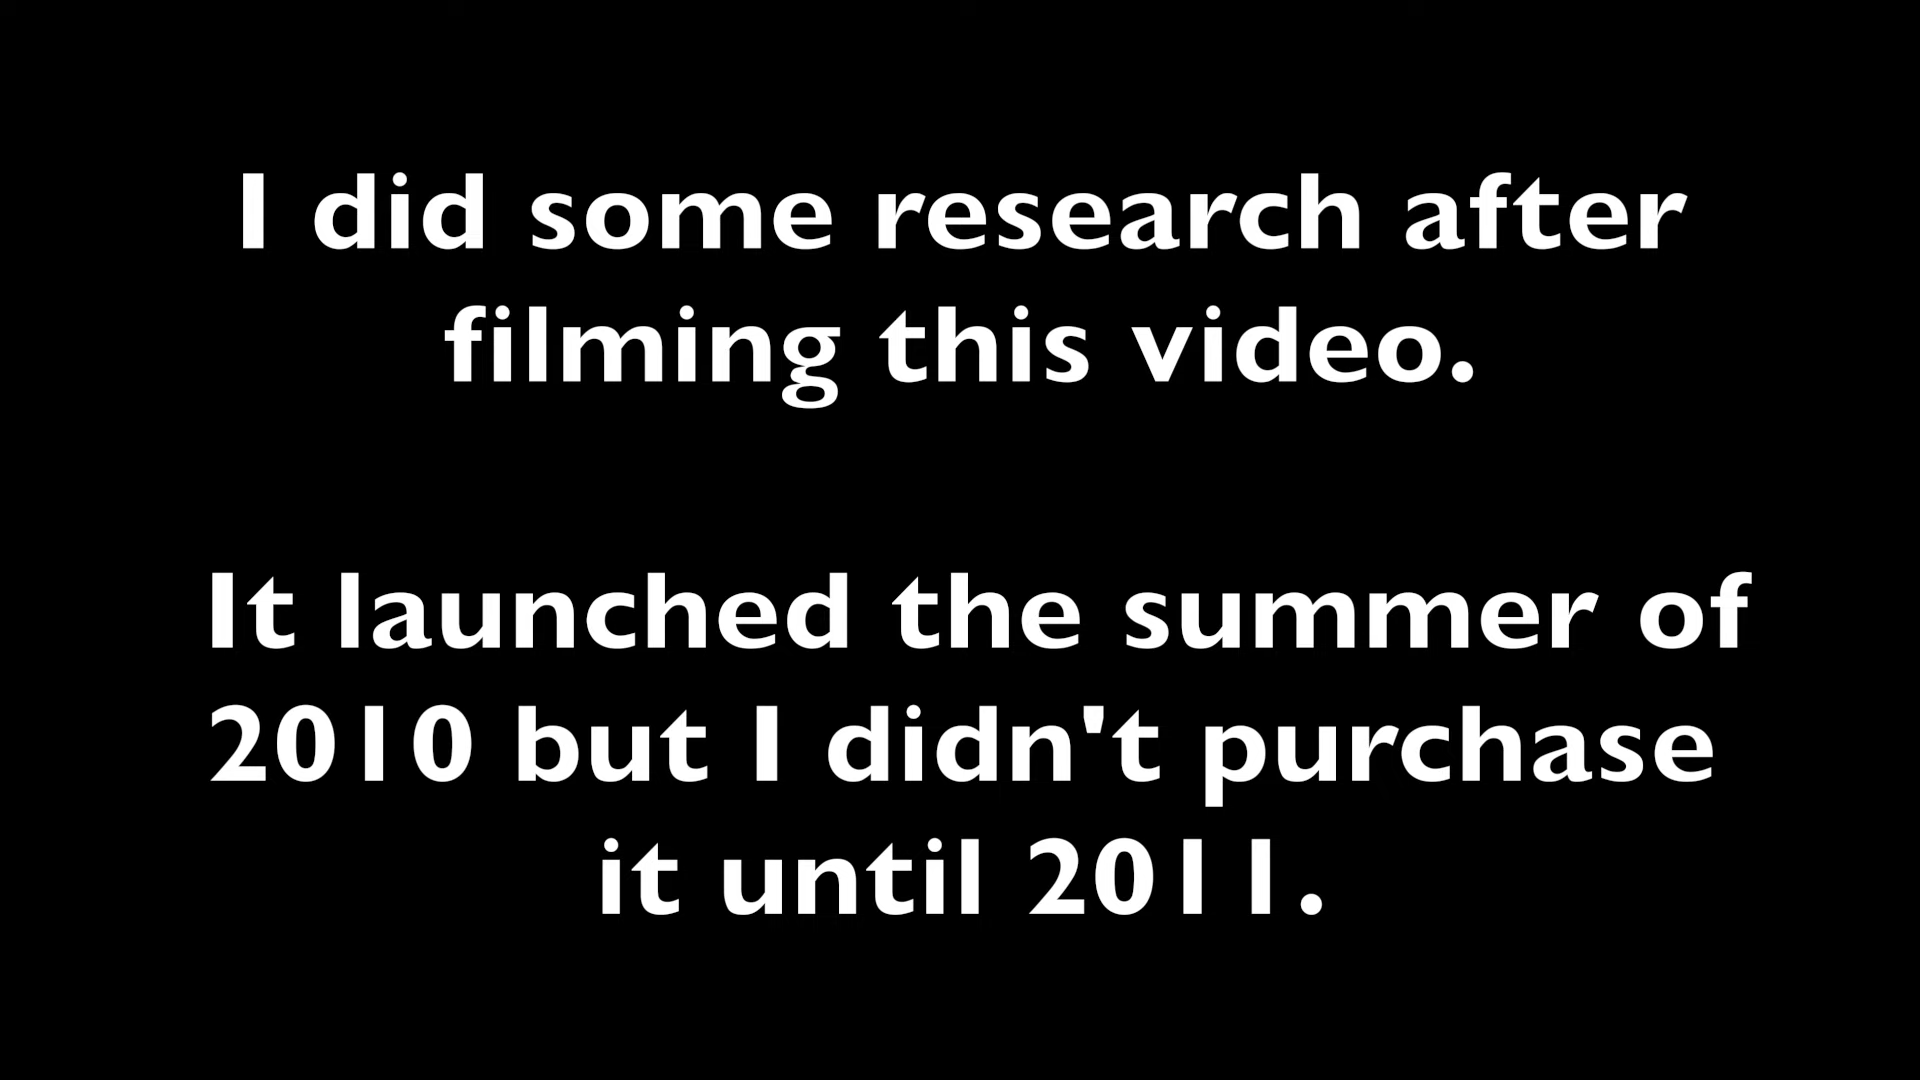 I did some research after
filming this video.
It launched the summer of
2010 but I didn't purchase
it until 2011.